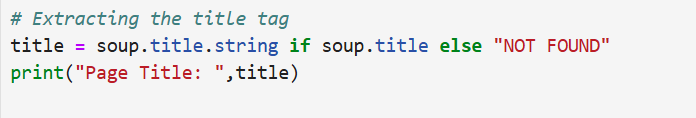 # Extracting the title tag
title = soup.title.string if soup.title else "NOT FOUND"
print("Page Title: ",title)